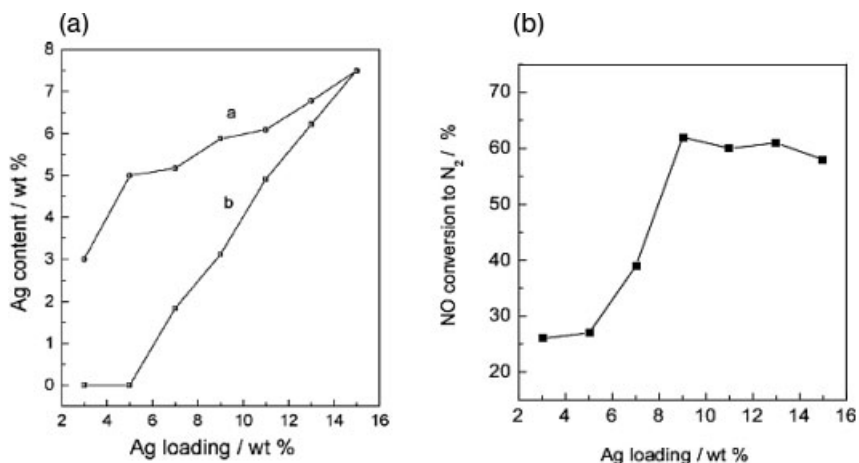 (a)
8
7
6
5
4
3
2
1
0
a
b
Ag content / wt %
2 4 6 8 10 12 14 16
Ag loading / wt %
(b)
70
60
50
40
30
20
NO conversion to N₂ / %
2 4 6 8 10 12 14 16
Ag loading / wt %